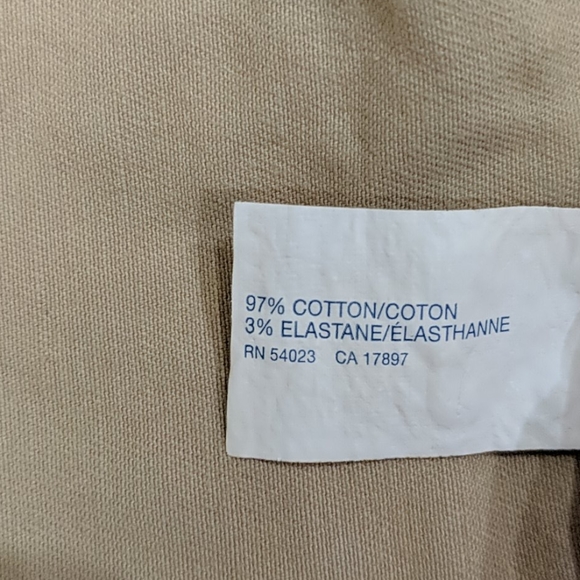 97% COTTON/COTON
3% ELASTANE/ÉLASTHANNE
RN 54023 CA 17897